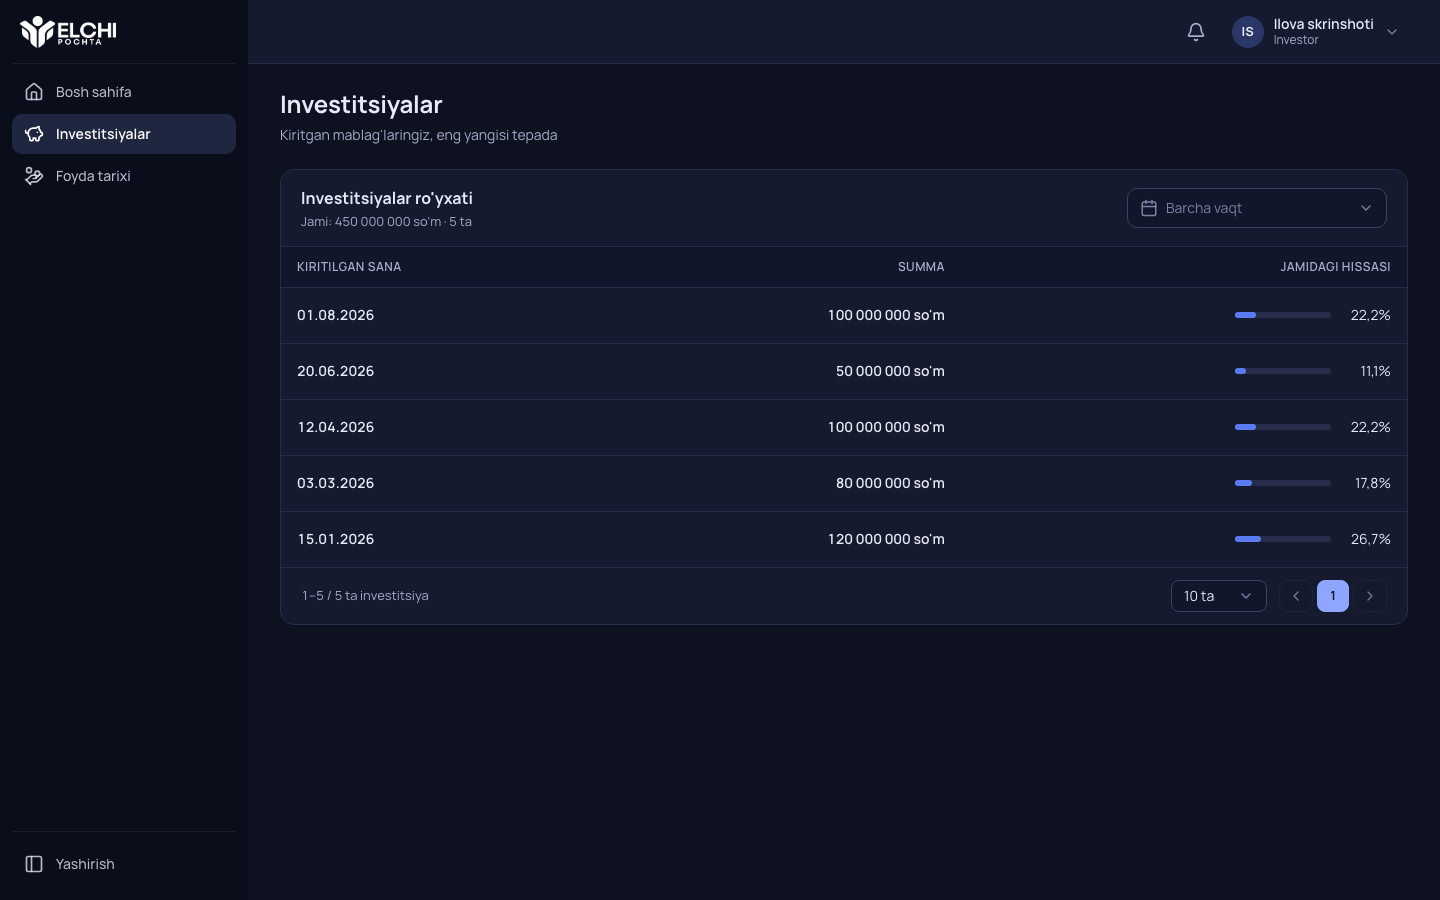 ELCHI
POCHTA
Bosh sahifa
Investitsiyalar
Foyda tarixi
Yashirish
IS
Ilova skrinshoti
Investor
Investitsiyalar
Kiritgan mablag'laringiz, eng yangisi tepada
Investitsiyalar ro'yxati
Jami: 450 000 000 so'm · 5 ta
Barcha vaqt
KIRITILGAN SANA SUMMA JAMIDAGI HISSASI
01.08.2026 100 000 000 so'm 22,2%
20.06.2026 50 000 000 so'm 11,1%
12.04.2026 100 000 000 so'm 22,2%
03.03.2026 80 000 000 so'm 17,8%
15.01.2026 120 000 000 so'm 26,7%
1–5 / 5 ta investitsiya
10 ta
1